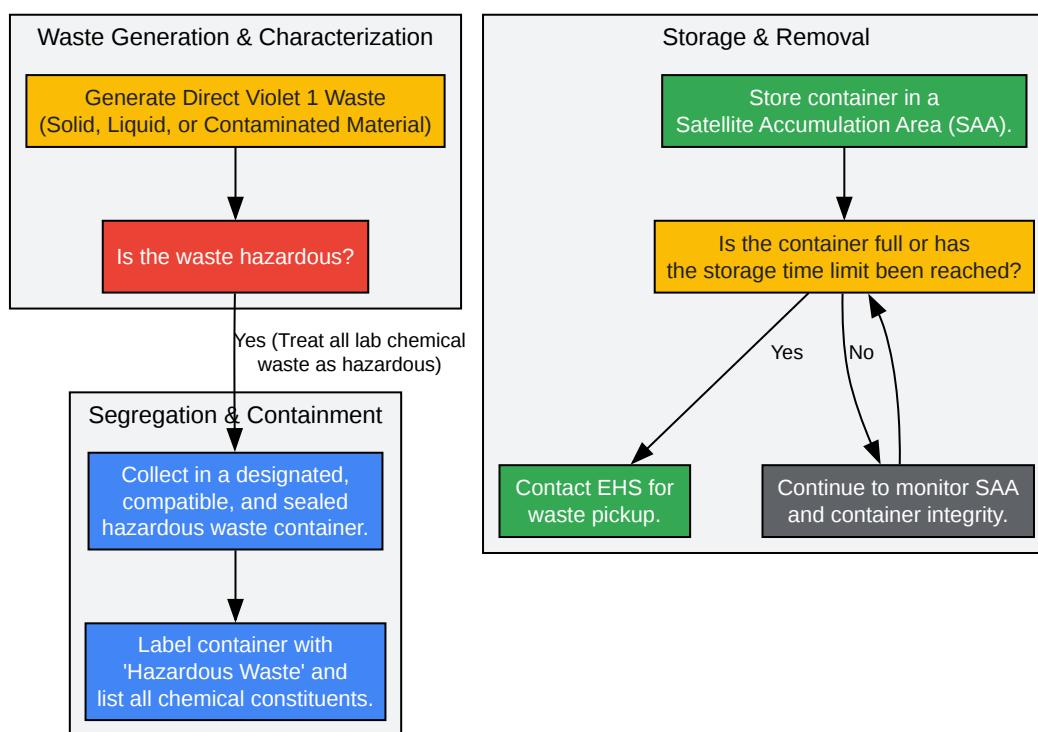 Waste Generation & Characterization
Generate Direct Violet 1 Waste
(Solid, Liquid, or Contaminated Material)
Is the waste hazardous?
Yes (Treat all lab chemical
waste as hazardous)
Segregation & Containment
Collect in a designated,
compatible, and sealed
hazardous waste container.
Label container with
'Hazardous Waste' and
list all chemical constituents.
Storage & Removal
Store container in a
Satellite Accumulation Area (SAA).
Is the container full or has
the storage time limit been reached?
Yes
No
Contact EHS for
waste pickup.
Continue to monitor SAA
and container integrity.